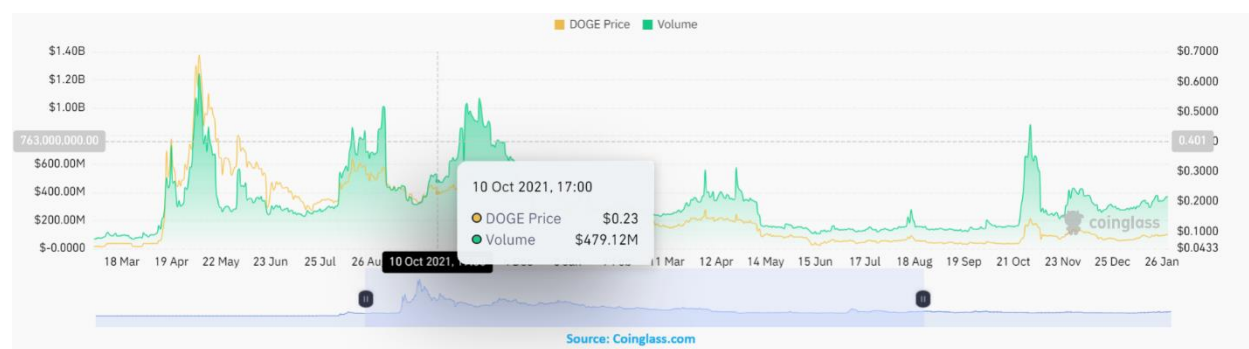 DOGE Price Volume
$1.40B $0.7000
$1.20B $0.6000
$1.00B $0.5000
763,000,000.00 0.401
$600.00M $0.3000
$400.00M $0.2000
$200.00M $0.1000
$-0.0000 $0.0433
10 Oct 2021, 17:00
DOGE Price $0.23
Volume $479.12M
coinglass
18 Mar 19 Apr 22 May 23 Jun 25 Jul 26 Au 10 Oct 2021, 11 Mar 12 Apr 14 May 15 Jun 17 Jul 18 Aug 19 Sep 21 Oct 23 Nov 25 Dec 26 Jan
Source: Coinglass.com